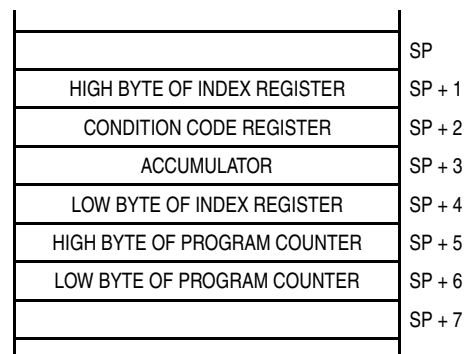 SP
HIGH BYTE OF INDEX REGISTER SP + 1
CONDITION CODE REGISTER SP + 2
ACCUMULATOR SP + 3
LOW BYTE OF INDEX REGISTER SP + 4
HIGH BYTE OF PROGRAM COUNTER SP + 5
LOW BYTE OF PROGRAM COUNTER SP + 6
SP + 7